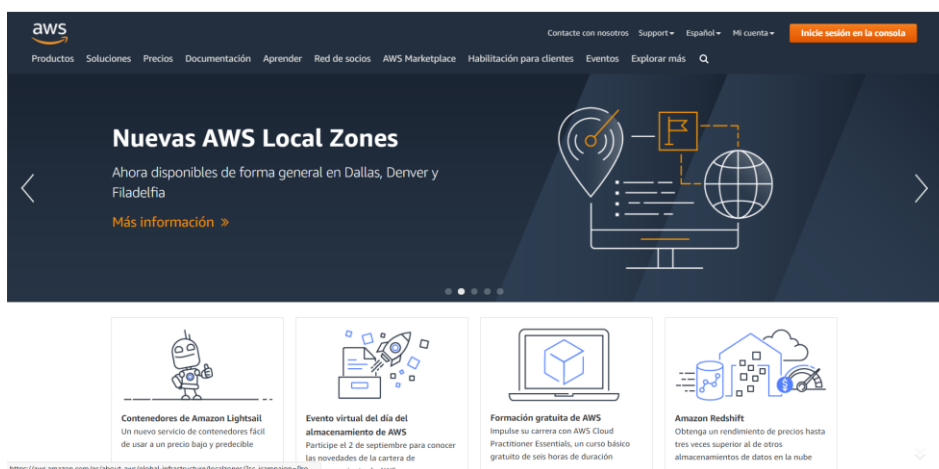 aws
Contacte con nosotros Support Español Mi cuenta Inicie sesión en la consola
Productos Soluciones Precios Documentación Aprender Red de socios AWS Marketplace Habilitación para clientes Eventos Explorar más
Nuevas AWS Local Zones
Ahora disponibles de forma general en Dallas, Denver y
Filadelfia
Más información »
Contenedores de Amazon Lightsail
Un nuevo servicio de contenedores fácil
de usar a un precio bajo y predecible
Evento virtual del día del
almacenamiento de AWS
Participe el 2 de septiembre para conocer
las novedades de la cartera de
Formación gratuita de AWS
Impulse su carrera con AWS Cloud
Practitioner Essentials, un curso básico
gratuito de seis horas de duración
Amazon Redshift
Obtenga un rendimiento de precios hasta
tres veces superior al de otros
almacenamientos de datos en la nube